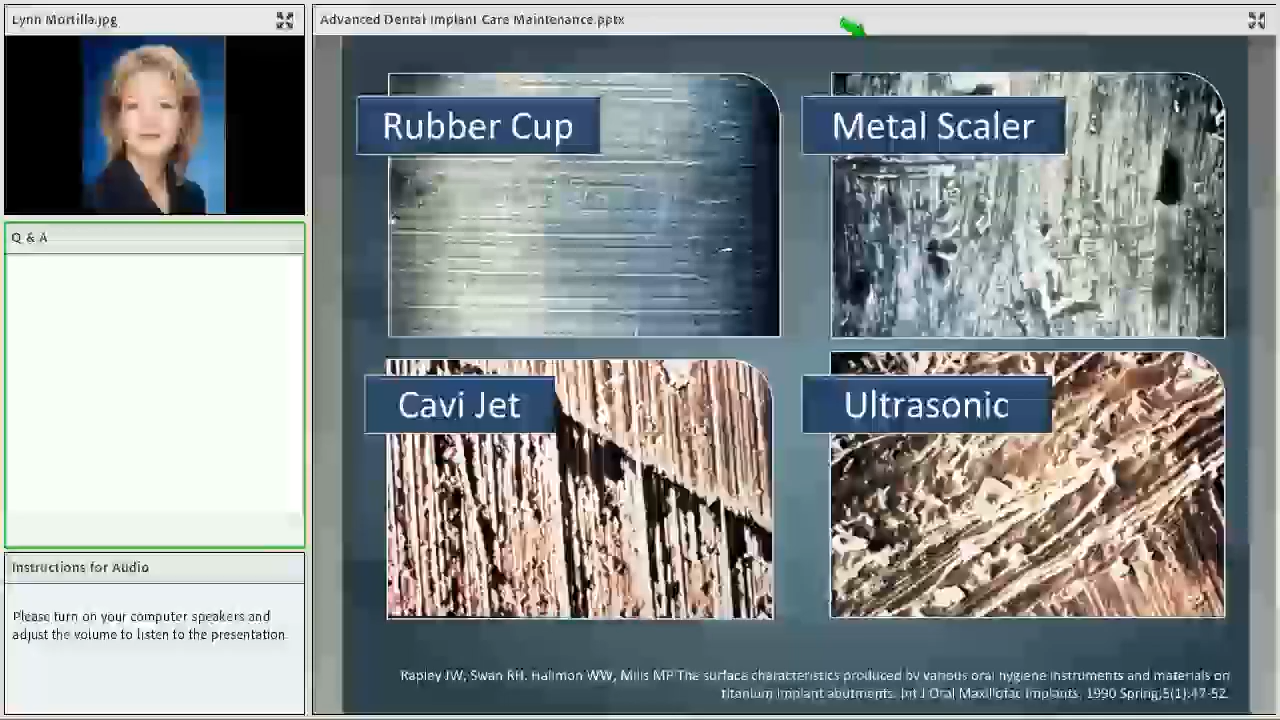 Lynn Mortilla.jpg
Advanced Dental Implant Care Maintenance.pptx
Rubber Cup
Metal Scaler
Q & A
Cavi Jet
Ultrasonic
Instructions for Audio
Please turn on your computer speakers and
adjust the volume to listen to the presentation.
Rapley JW, Swan RH. Hallmon WW, Mills MP The surface characteristics produced by various oral hygiene instruments and materials on
titanium implant abutments. Int J Oral Maxillofac Implants. 1990 Spring;5(1):47-52.